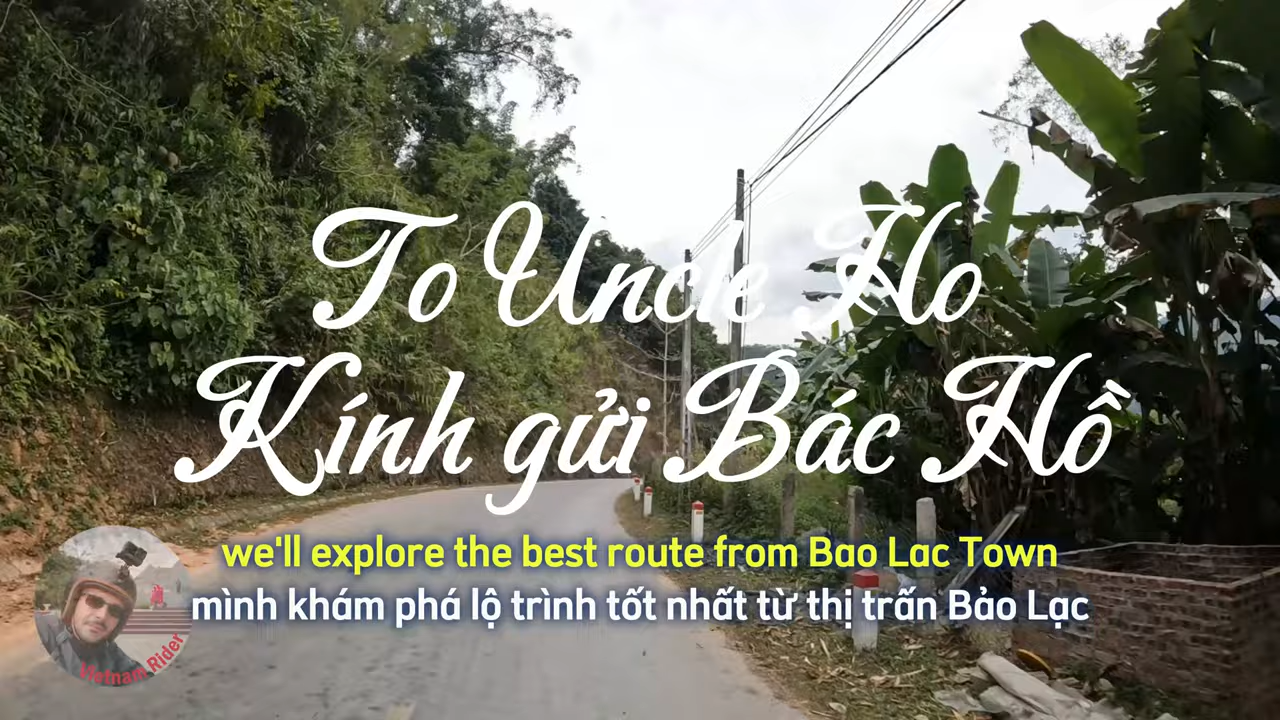 To Uncle Ho
Kính gửi Bác Hồ
we'll explore the best route from Bao Lac Town
mình khám phá lộ trình tốt nhất từ thị trấn Bảo Lạc
Vietnam Rider